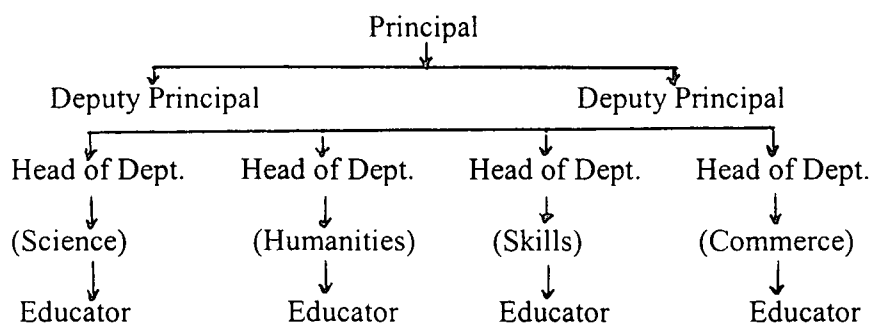 Principal
Deputy Principal Deputy Principal
Head of Dept. Head of Dept. Head of Dept. Head of Dept.
(Science) (Humanities) (Skills) (Commerce)
Educator Educator Educator Educator